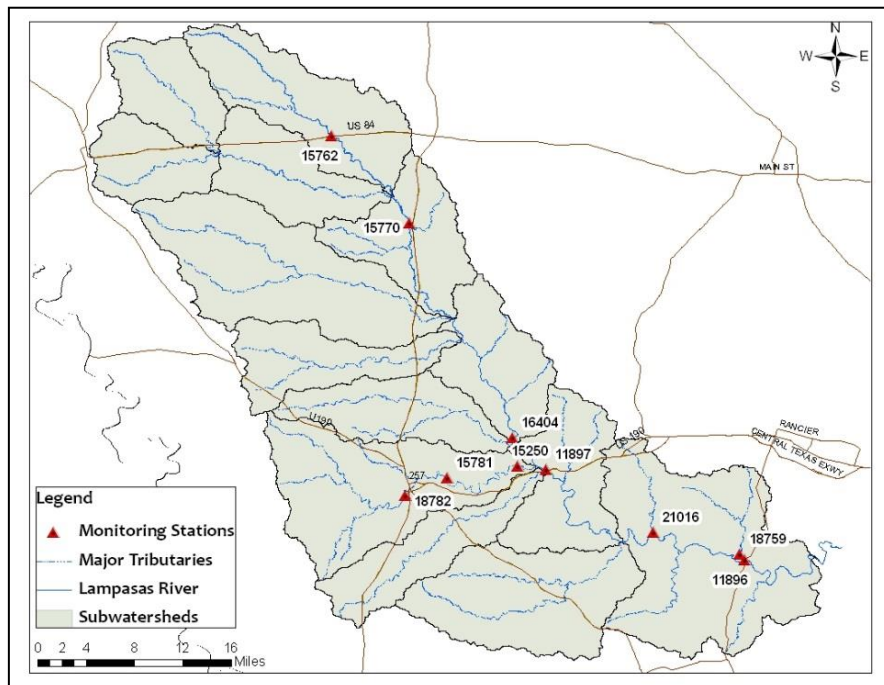 N
W E
S
US 84
15762
MAIN ST
15770
U190
16404
US 190
RANCIER
CENTRAL TEXAS EXWY
15250
11897
257
15781
18782
21016
18759
11896
Legend
Monitoring Stations
Major Tributaries
Lampasas River
Subwatersheds
0 2 4 8 12 16
Miles